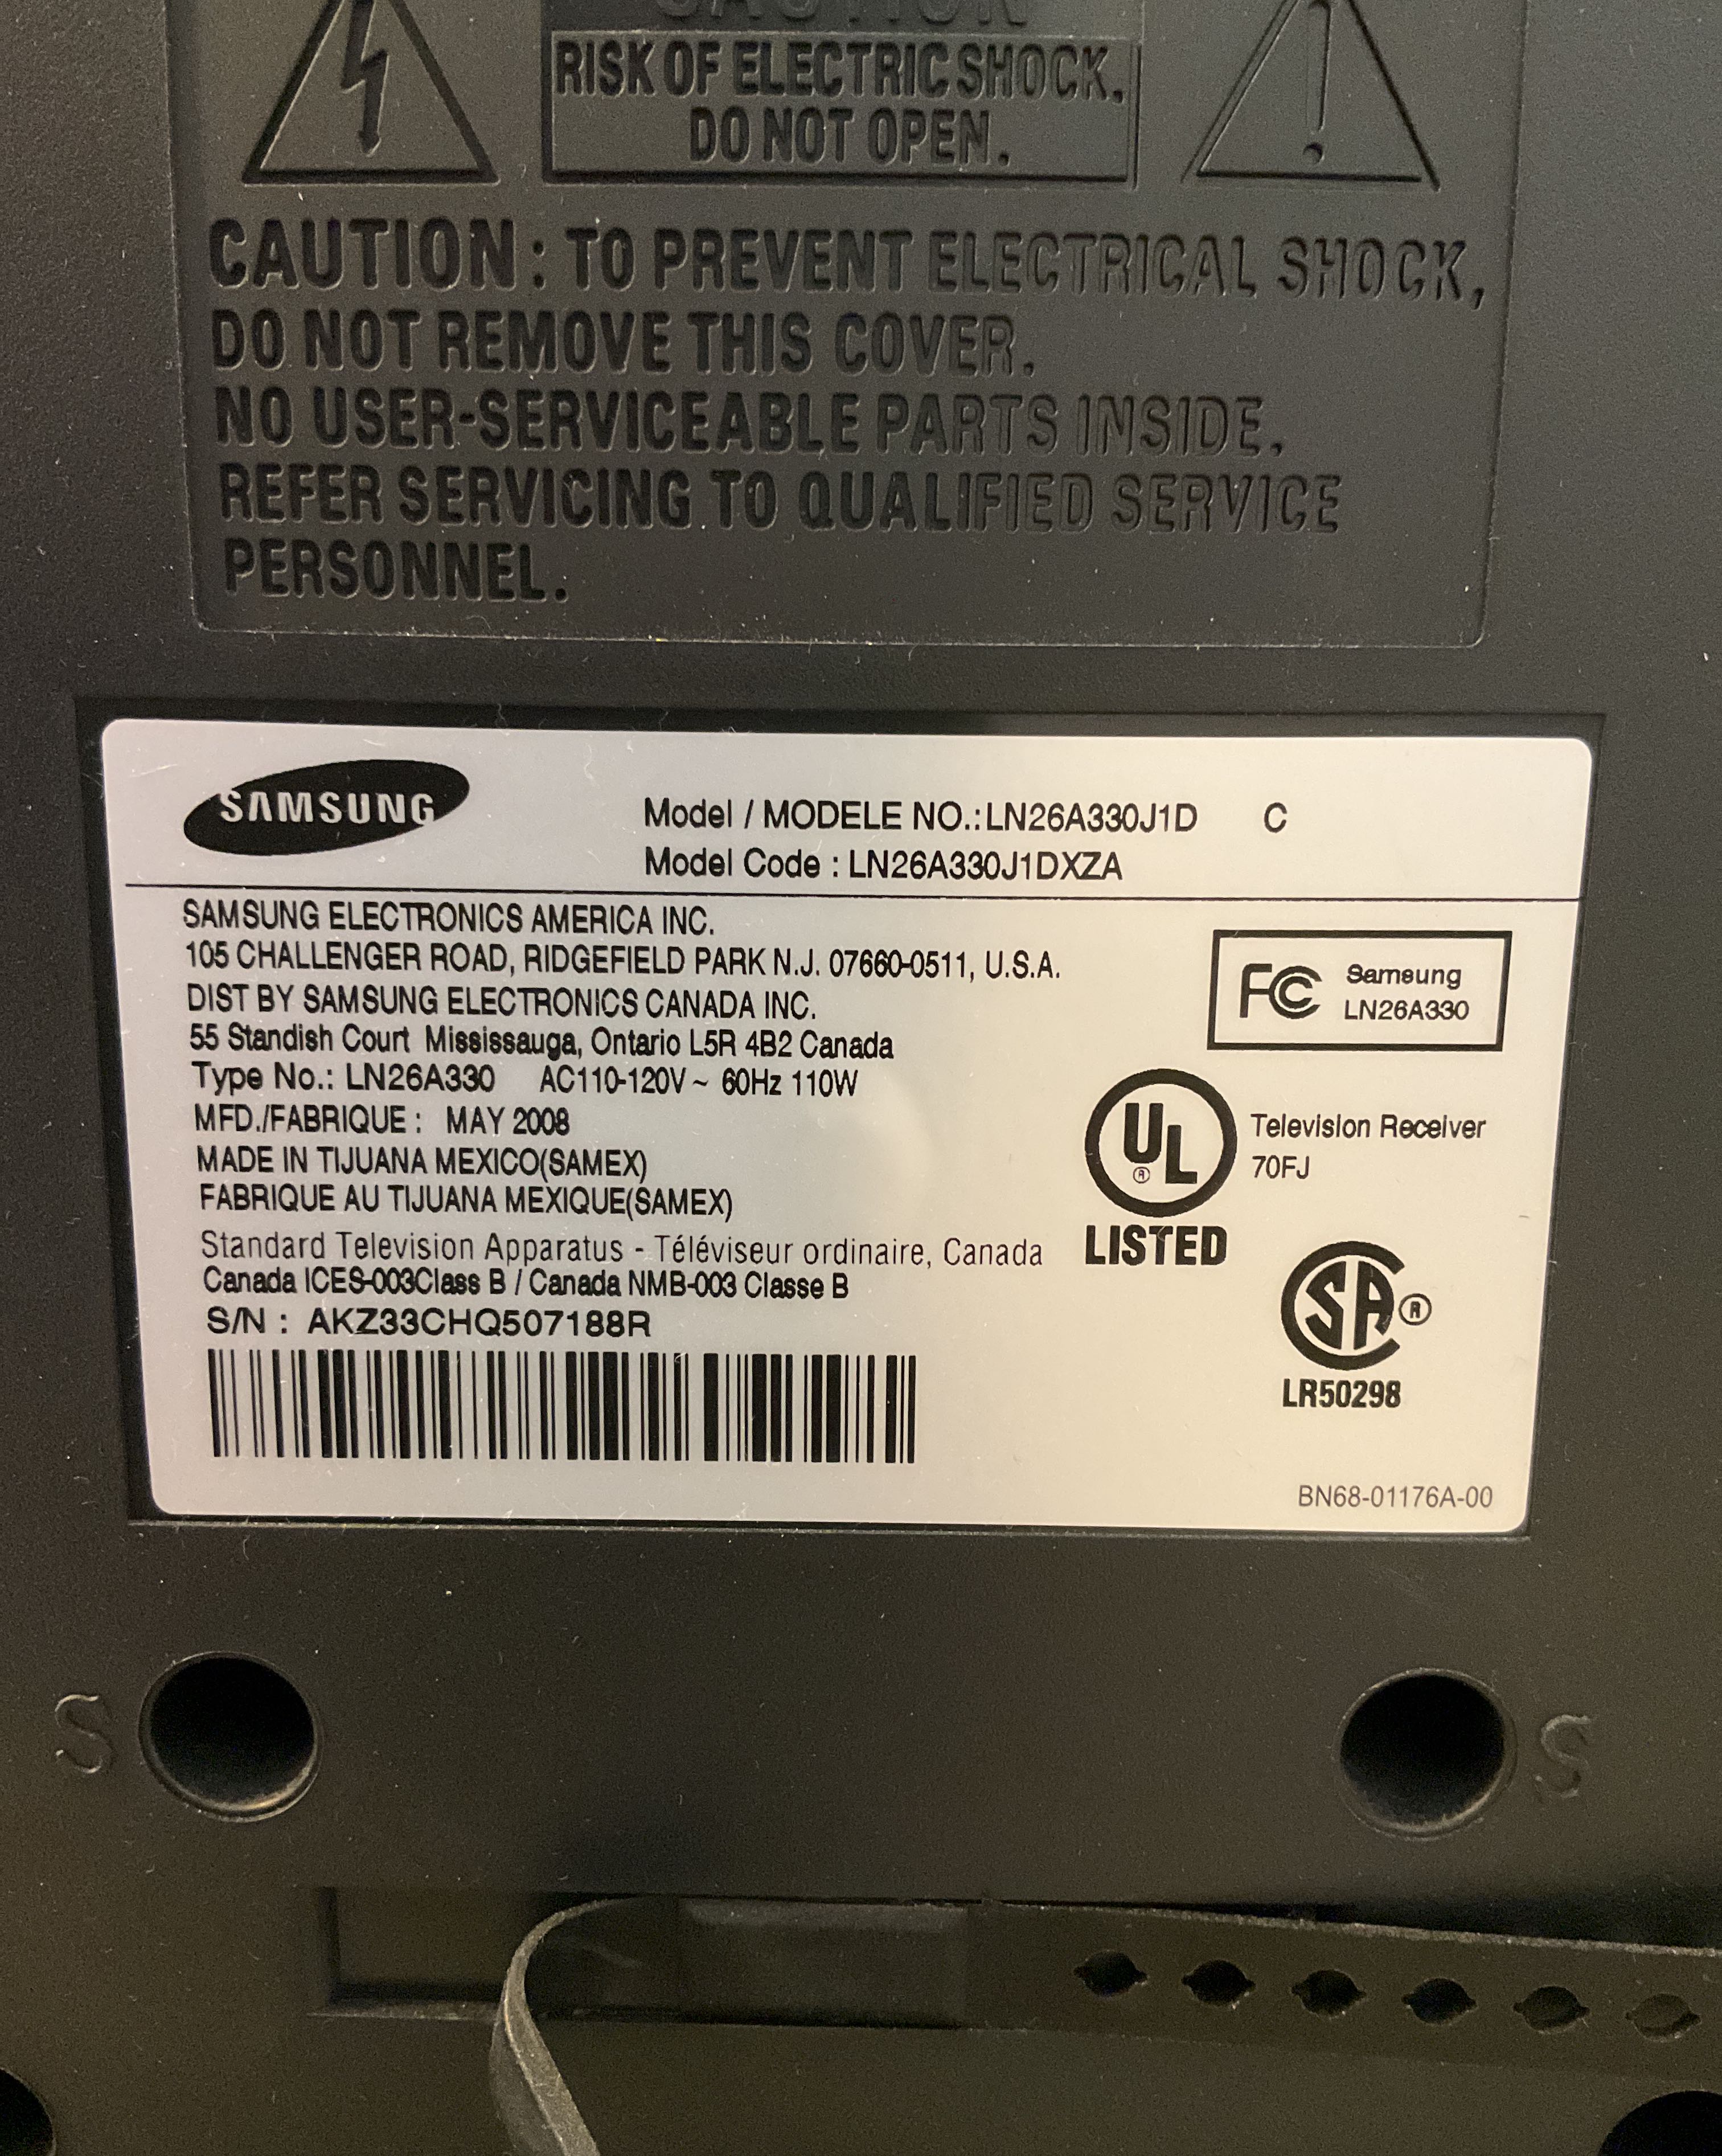 CAUTION
RISK OF ELECTRIC SHOCK.
DO NOT OPEN.
CAUTION : TO PREVENT ELECTRICAL SHOCK,
DO NOT REMOVE THIS COVER.
NO USER-SERVICEABLE PARTS INSIDE.
REFER SERVICING TO QUALIFIED SERVICE
PERSONNEL.
SAMSUNG
Model / MODELE NO.:LN26A330J1D C
Model Code : LN26A330J1DXZA
SAMSUNG ELECTRONICS AMERICA INC.
105 CHALLENGER ROAD, RIDGEFIELD PARK N.J. 07660-0511, U.S.A.
DIST BY SAMSUNG ELECTRONICS CANADA INC.
55 Standish Court Mississauga, Ontario L5R 4B2 Canada
Type No.: LN26A330 AC110-120V~ 60Hz 110W
MFD./FABRIQUE : MAY 2008
MADE IN TIJUANA MEXICO(SAMEX)
FABRIQUE AU TIJUANA MEXIQUE(SAMEX)
Standard Television Apparatus - Téléviseur ordinaire, Canada
Canada ICES-003Class B / Canada NMB-003 Classe B
S/N : AKZ33CHQ507188R
FC Samsung
LN26A330
UL ® Television Receiver
70FJ
LISTED
SA ®
LR50298
BN68-01176A-00
S S